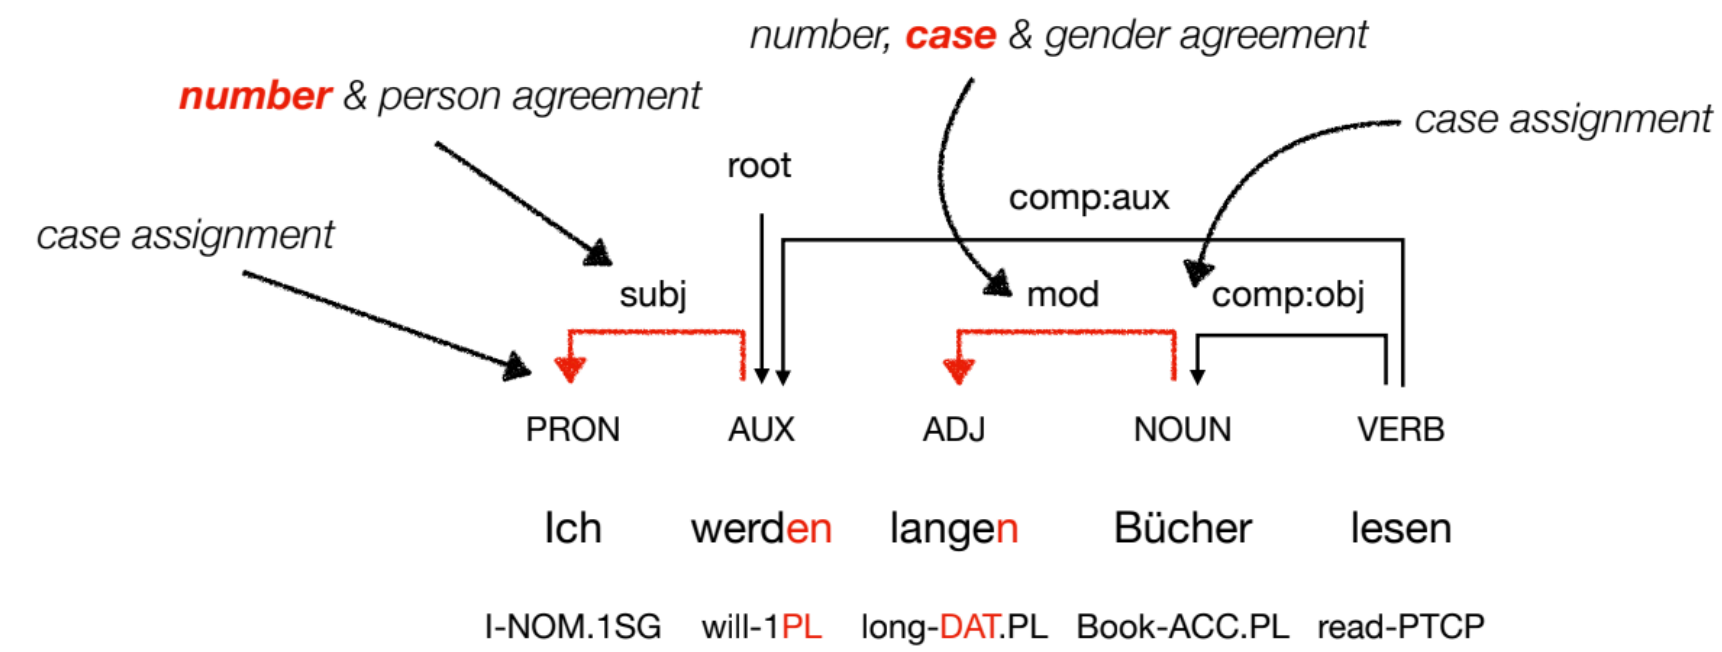 number, case & gender agreement
number & person agreement
case assignment
root
comp:aux
case assignment
subj
mod
comp:obj
PRON AUX ADJ NOUN VERB
Ich werden langen Bücher lesen
I-NOM.1SG will-1PL long-DAT.PL Book-ACC.PL read-PTCP